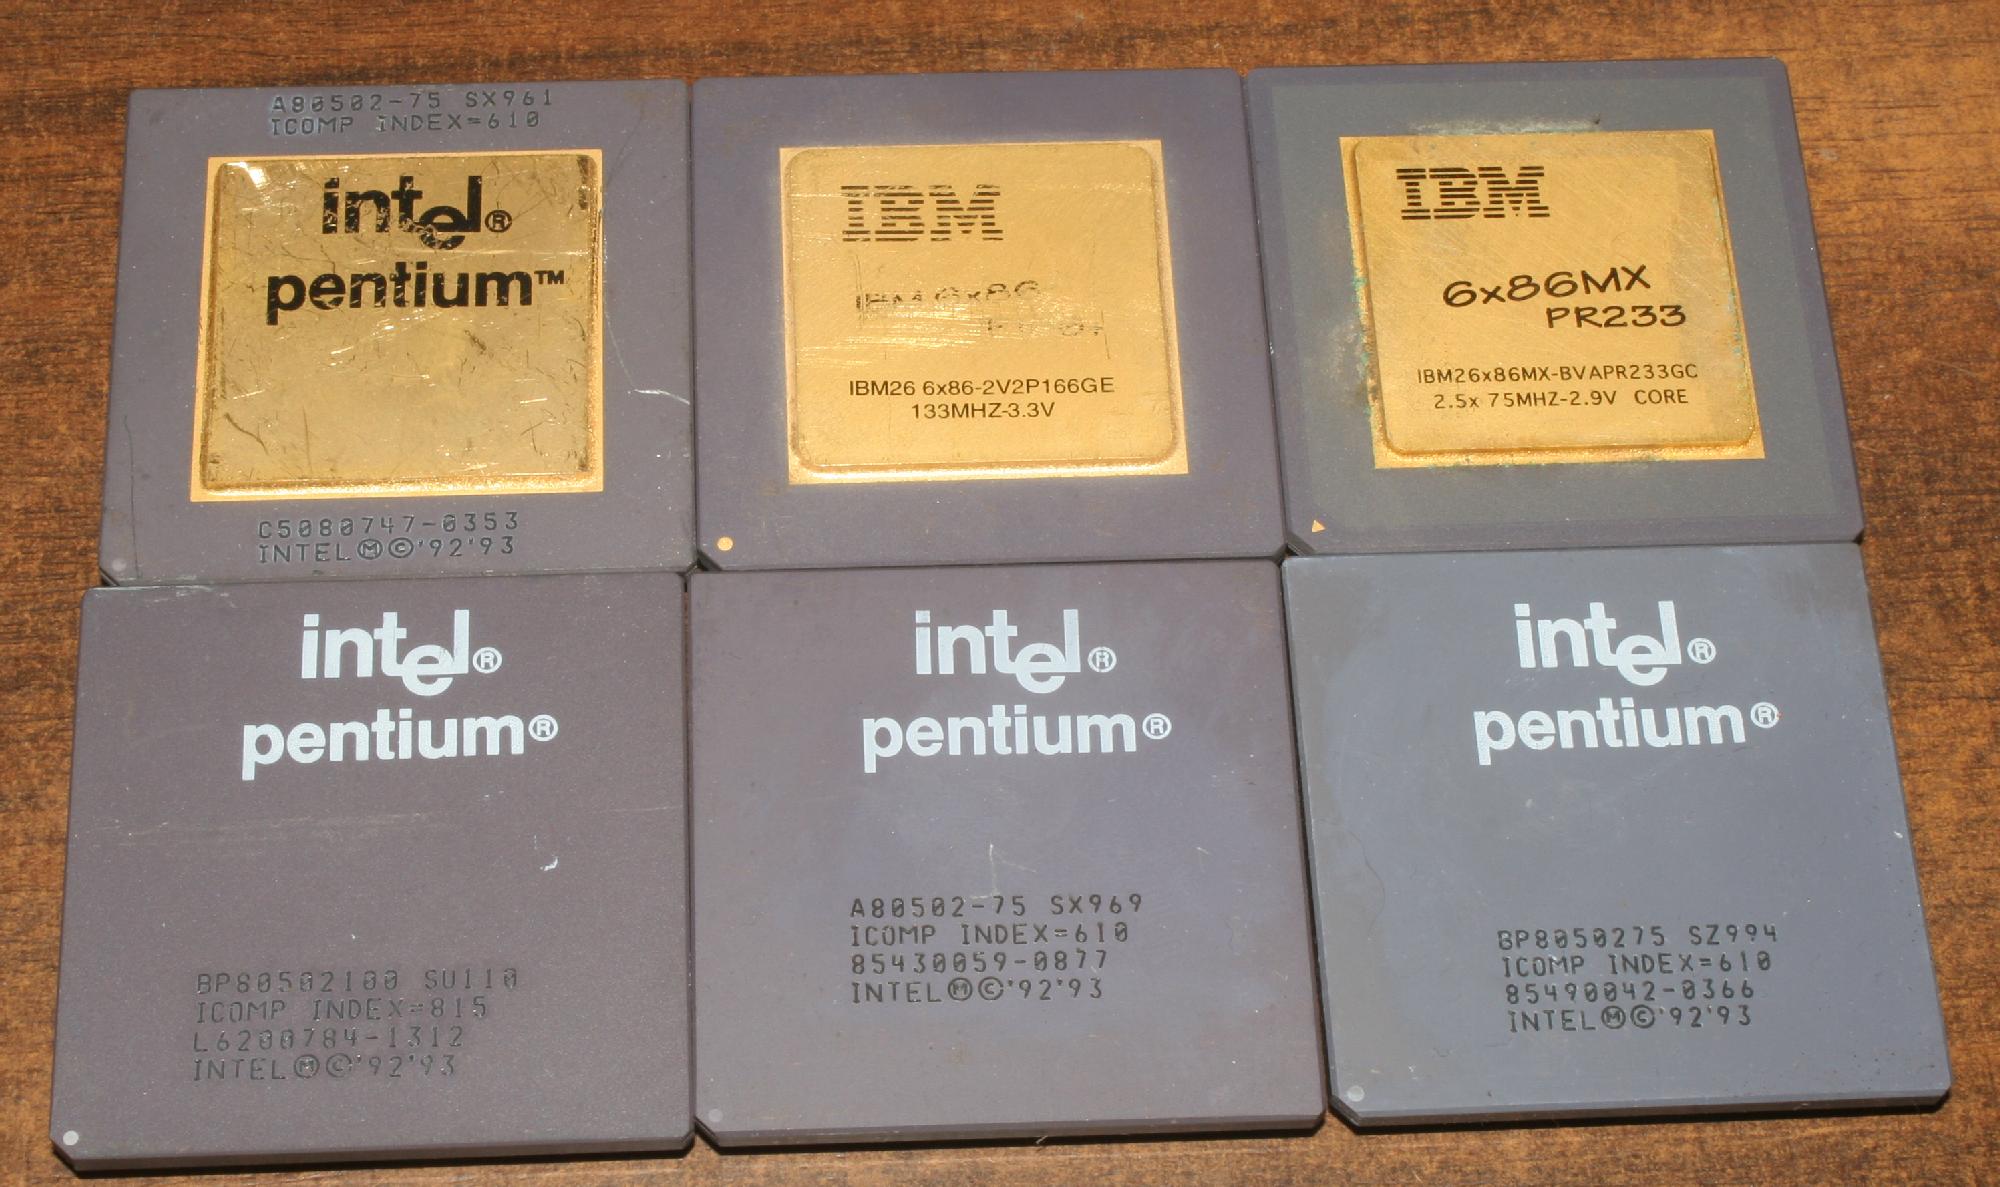 A80502-75 SX961
ICOMP INDEX=610
intel®
pentium™
C5080747-0353
INTEL Ⓜ©'92'93
IBM
IBM 6x86
IBM26 6x86-2V2P166GE
133MHZ-3.3V
IBM
6x86MX
PR233
IBM26x86MX-BVAPR233GC
2.5x 75MHZ-2.9V CORE
intel®
pentium®
BP80502100 SU110
ICOMP INDEX=815
L6200784-1312
INTEL Ⓜ©'92'93
intel®
pentium®
A80502-75 SX969
ICOMP INDEX=610
85430059-0877
INTEL Ⓜ©'92'93
intel®
pentium®
BP8050275 SZ994
ICOMP INDEX=610
85490042-0366
INTEL Ⓜ©'92'93